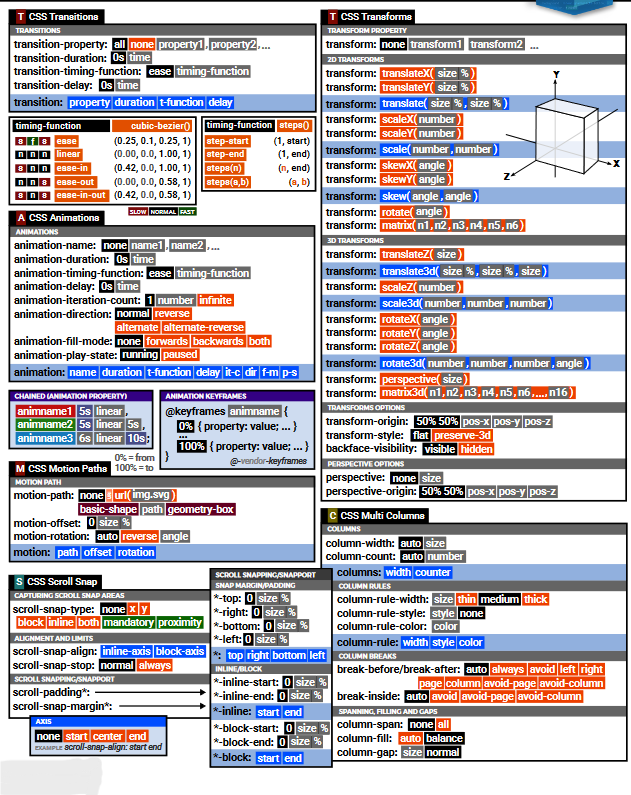 T CSS Transitions
TRANSITIONS
transition-property: all none property1, property2, ...
transition-duration: 0s time
transition-timing-function: ease timing-function
transition-delay: 0s time
transition: property duration t-function delay
timing-function cubic-bezier()
s f s ease (0.25, 0.1, 0.25, 1)
n n n linear (0.00, 0.0, 1.00, 1)
s n n ease-in (0.42, 0.0, 1.00, 1)
n n s ease-out (0.00, 0.0, 0.58, 1)
s n s ease-in-out (0.42, 0.0, 0.58, 1)
SLOW NORMAL FAST
timing-function steps()
step-start (1, start)
step-end (1, end)
steps(n) (n, end)
steps(a,b) (a, b)
A CSS Animations
ANIMATIONS
animation-name: none name1, name2, ...
animation-duration: 0s time
animation-timing-function: ease timing-function
animation-delay: 0s time
animation-iteration-count: 1 number infinite
animation-direction: normal reverse
alternate alternate-reverse
animation-fill-mode: none forwards backwards both
animation-play-state: running paused
animation: name duration t-function delay it-c dir f-m p-s
CHAINED (ANIMATION PROPERTY)
animname1 5s linear,
animname2 5s linear 5s,
animname3 6s linear 10s;
0% = from
100% = to
ANIMATION KEYFRAMES
@keyframes animname {
0% { property: value; ... }
...
100% { property: value; ... }
}
@-vendor-keyframes
M CSS Motion Paths
MOTION PATH
motion-path: none url(img.svg)
basic-shape path geometry-box
motion-offset: 0 size %
motion-rotation: auto reverse angle
motion: path offset rotation
S CSS Scroll Snap
CAPTURING SCROLL SNAP AREAS
scroll-snap-type: none x y
block inline both mandatory proximity
ALIGNMENT AND LIMITS
scroll-snap-align: inline-axis block-axis
scroll-snap-stop: normal always
SCROLL SNAPPING/SNAPPORT
scroll-padding*:
scroll-snap-margin*:
AXIS
none start center end
EXAMPLE scroll-snap-align: start end
SCROLL SNAPPING/SNAPPORT
SNAP MARGIN/PADDING
*-top: 0 size %
*-right: 0 size %
*-bottom: 0 size %
*-left: 0 size %
*: top right bottom left
INLINE/BLOCK
*-inline-start: 0 size %
*-inline-end: 0 size %
*-inline: start end
*-block-start: 0 size %
*-block-end: 0 size %
*-block: start end
T CSS Transforms
TRANSFORM PROPERTY
transform: none transform1 transform2 ...
2D TRANSFORMS
transform: translateX( size % )
transform: translateY( size % )
transform: translate( size %, size % )
transform: scaleX( number )
transform: scaleY( number )
transform: scale( number, number )
transform: skewX( angle )
transform: skewY( angle )
transform: skew( angle, angle )
transform: rotate( angle )
transform: matrix( n1, n2, n3, n4, n5, n6 )
Y
X
Z
3D TRANSFORMS
transform: translateZ( size )
transform: translate3d( size %, size %, size )
transform: scaleZ( number )
transform: scale3d( number, number, number )
transform: rotateX( angle )
transform: rotateY( angle )
transform: rotateZ( angle )
transform: rotate3d( number, number, number, angle )
transform: perspective( size )
transform: matrix3d( n1, n2, n3, n4, n5, n6, ... n16 )
TRANSFORMS OPTIONS
transform-origin: 50% 50% pos-x pos-y pos-z
transform-style: flat preserve-3d
backface-visibility: visible hidden
PERSPECTIVE OPTIONS
perspective: none size
perspective-origin: 50% 50% pos-x pos-y pos-z
C CSS Multi Columns
COLUMNS
column-width: auto size
column-count: auto number
columns: width counter
COLUMN RULES
column-rule-width: size thin medium thick
column-rule-style: style none
column-rule-color: color
column-rule: width style color
COLUMN BREAKS
break-before/break-after: auto always avoid left right
page column avoid-page avoid-column
break-inside: auto avoid avoid-page avoid-column
SPANNING, FILLING AND GAPS
column-span: none all
column-fill: auto balance
column-gap: size normal